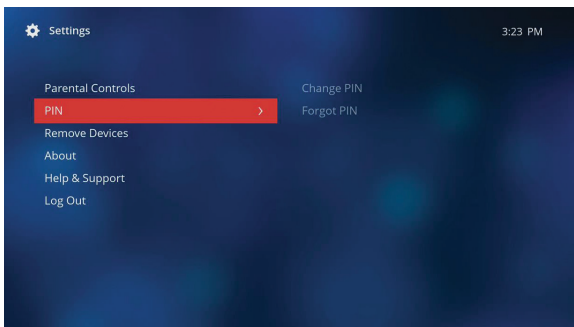 Settings
3:23 PM
Parental Controls
PIN
Remove Devices
About
Help & Support
Log Out
Change PIN
Forgot PIN